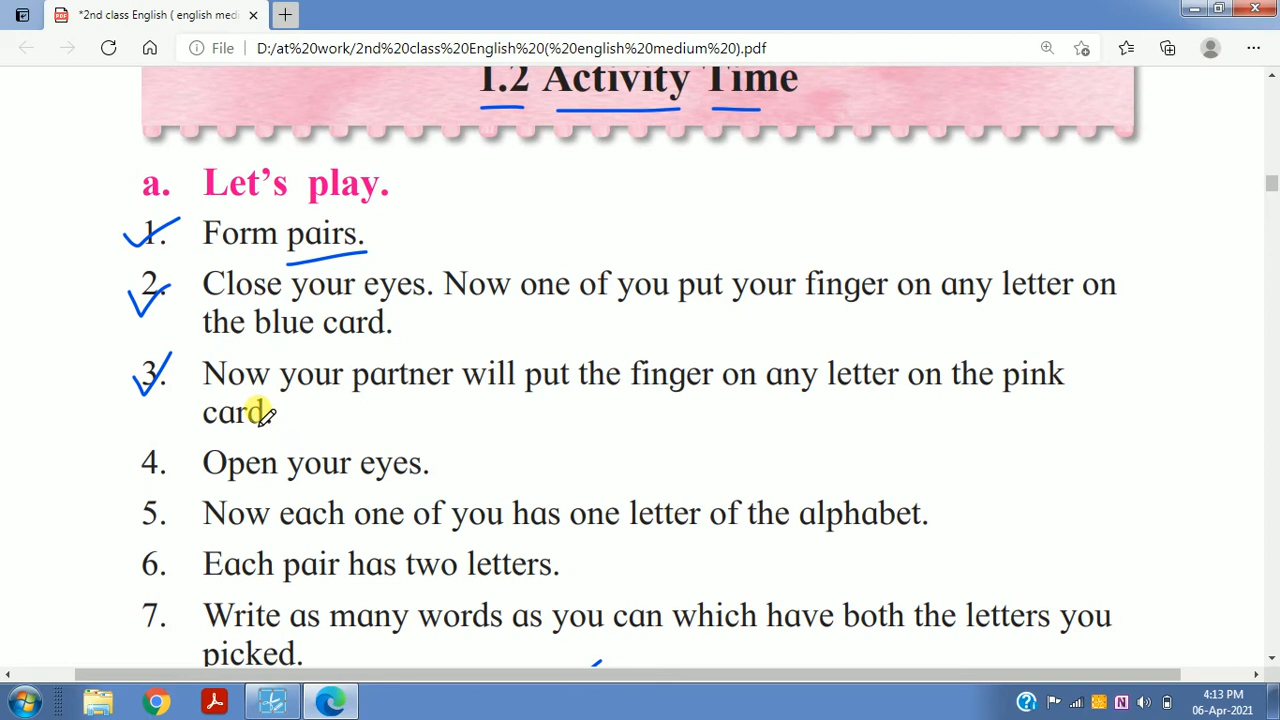 *2nd class English ( english medi
File D:/at%20work/2nd%20class%20English%20(%20english%20medium%20).pdf
1.2 Activity Time
a. Let's play.
1. Form pairs.
2. Close your eyes. Now one of you put your finger on any letter on
the blue card.
3. Now your partner will put the finger on any letter on the pink
card.
4. Open your eyes.
5. Now each one of you has one letter of the alphabet.
6. Each pair has two letters.
7. Write as many words as you can which have both the letters you
picked.
4:13 PM
06-Apr-2021